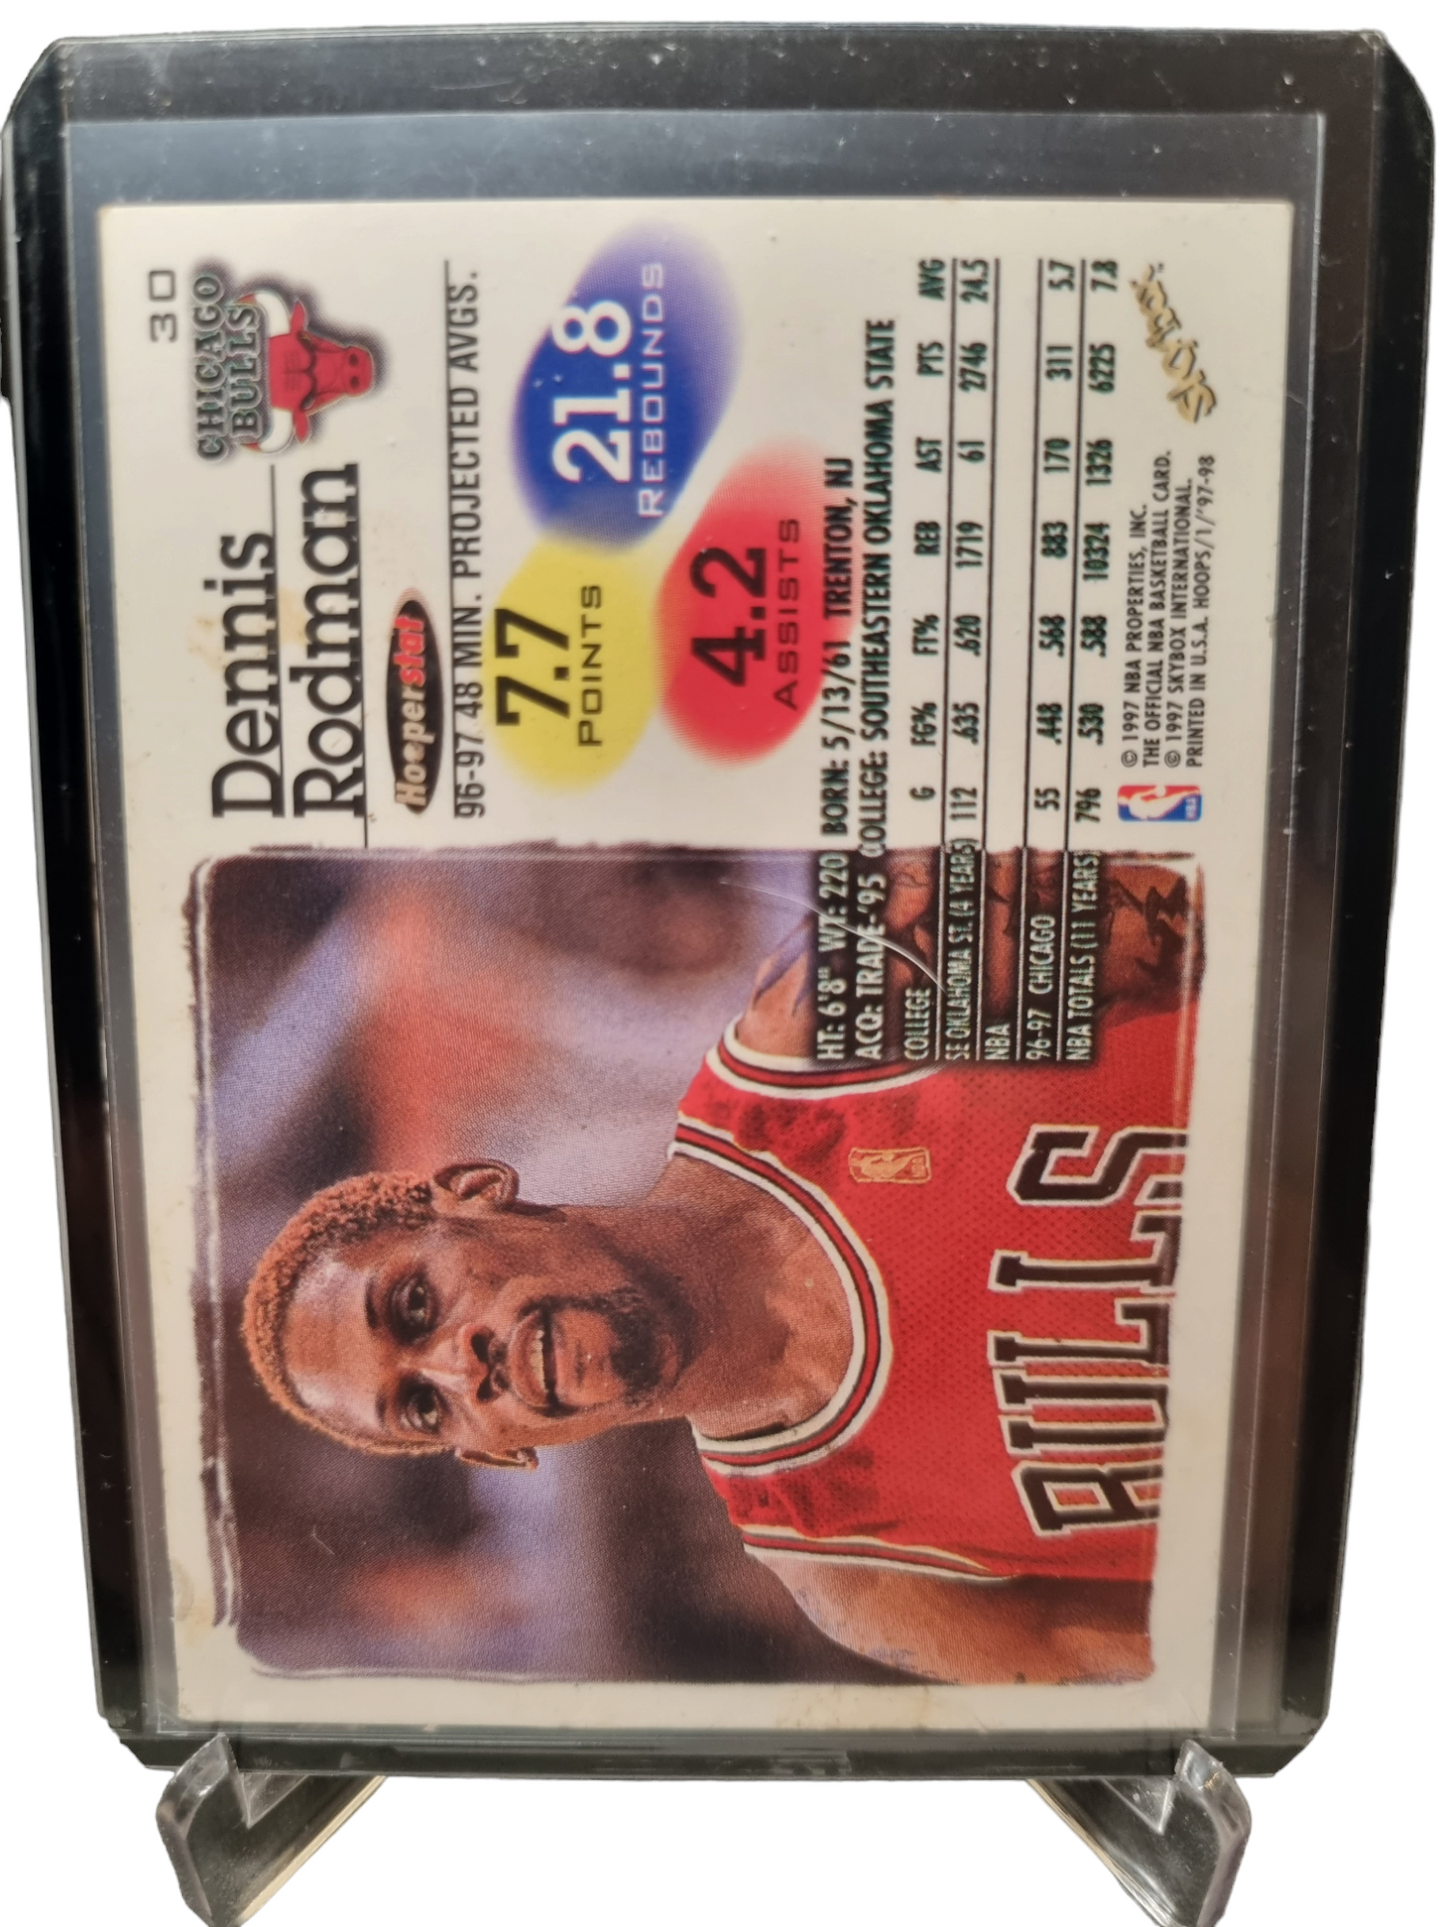 30
CHICAGO
BULLS
Dennis
Rodman
Hooperstat
96-97 48 MIN. PROJECTED AVGS.
7.7
POINTS
21.8
REBOUNDS
4.2
ASSISTS
HT: 6'8" WT: 220 BORN: 5/13/61 TRENTON, NJ
ACQ: TRADE-'95 COLLEGE: SOUTHEASTERN OKLAHOMA STATE
COLLEGE G FG% FT% REB AST PTS AVG
SE OKLAHOMA ST. (4 YEARS) 112 .635 .620 1719 61 2746 24.5
NBA
96-97 CHICAGO 55 .448 .568 883 170 311 5.7
NBA TOTALS (11 YEARS) 796 .530 .588 10324 1326 6225 7.8
BULLS
NBA
© 1997 NBA PROPERTIES, INC.
THE OFFICIAL NBA BASKETBALL CARD.
© 1997 SKYBOX INTERNATIONAL.
PRINTED IN U.S.A. HOOPS/1/'97-98
SKYBOX